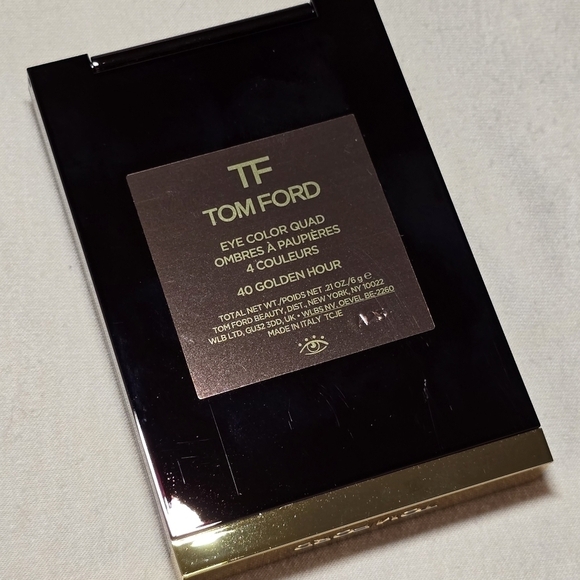 TF
TOM FORD
EYE COLOR QUAD
OMBRES À PAUPIÈRES
4 COULEURS
40 GOLDEN HOUR
TOTAL NET WT./POIDS NET .21 OZ./6 g ℮
TOM FORD BEAUTY, DIST., NEW YORK, NY 10022
WLB LTD, GU32 3DD, UK • WLBS NV, OEVEL BE-2260
MADE IN ITALY TCJE